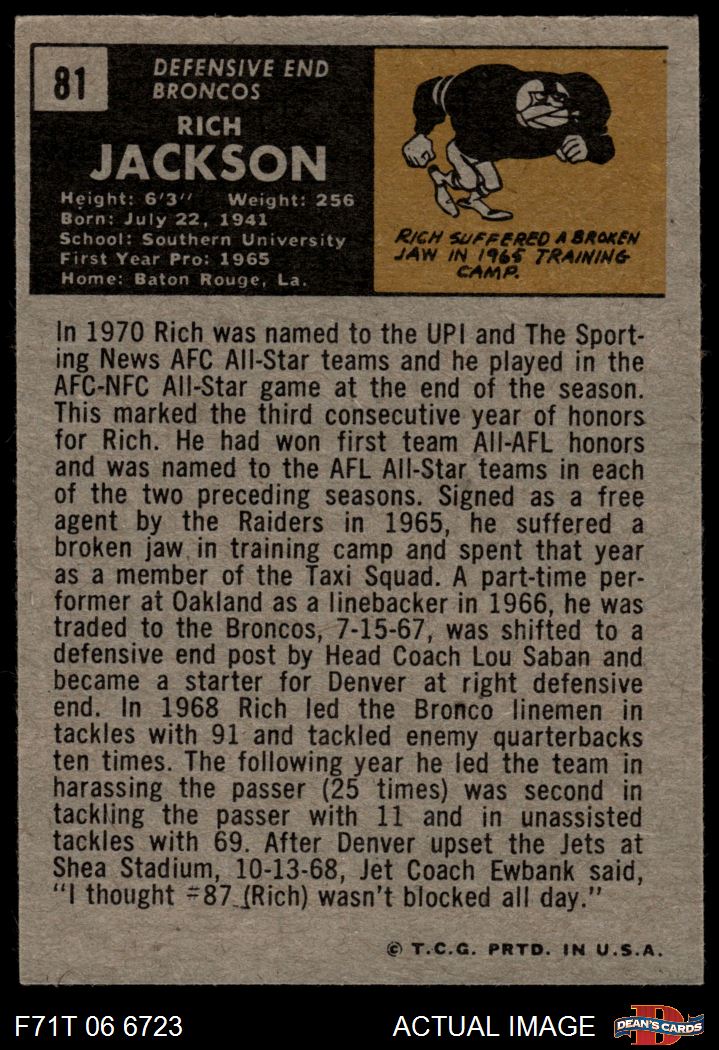 81
DEFENSIVE END
BRONCOS
RICH
JACKSON
Height: 6'3" Weight: 256
Born: July 22, 1941
School: Southern University
First Year Pro: 1965
Home: Baton Rouge, La.
RICH SUFFERED A BROKEN
JAW IN 1965 TRAINING
CAMP.
In 1970 Rich was named to the UPI and The Sport-
ing News AFC All-Star teams and he played in the
AFC-NFC All-Star game at the end of the season.
This marked the third consecutive year of honors
for Rich. He had won first team All-AFL honors
and was named to the AFL All-Star teams in each
of the two preceding seasons. Signed as a free
agent by the Raiders in 1965, he suffered a
broken jaw in training camp and spent that year
as a member of the Taxi Squad. A part-time per-
former at Oakland as a linebacker in 1966, he was
traded to the Broncos, 7-15-67, was shifted to a
defensive end post by Head Coach Lou Saban and
became a starter for Denver at right defensive
end. In 1968 Rich led the Bronco linemen in
tackles with 91 and tackled enemy quarterbacks
ten times. The following year he led the team in
harassing the passer (25 times) was second in
tackling the passer with 11 and in unassisted
tackles with 69. After Denver upset the Jets at
Shea Stadium, 10-13-68, Jet Coach Ewbank said,
"I thought #87 (Rich) wasn't blocked all day."
© T.C.G. PRTD. IN U.S.A.
F71T 06 6723
ACTUAL IMAGE
D
DEAN'S CARDS